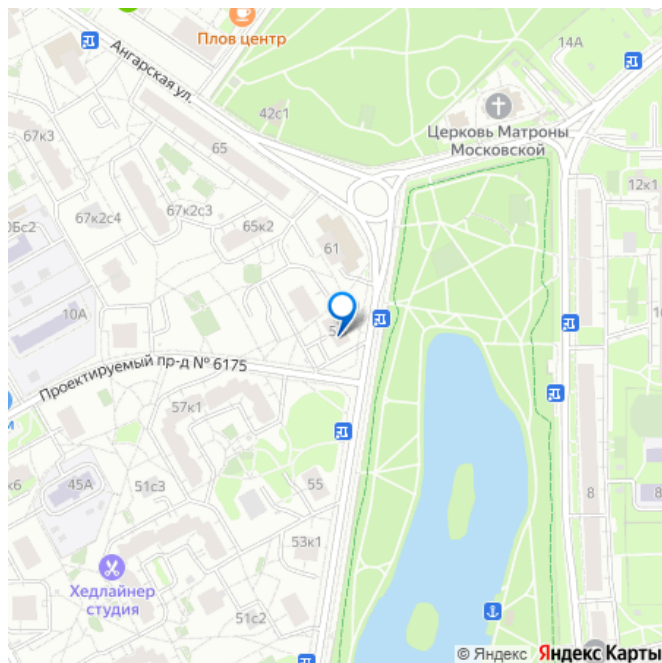 Плов центр
14А
Ангарская ул.
42с1
Церковь Матроны
Московской
67к3
65
12к1
67к2с4
67к2с3
65к2
61
10А
Проектируемый пр-д № 6175
57к1
45А
51с3
55
8
53к1
Хедлайнер
студия
51с2
© Яндекс Яндекс Карты